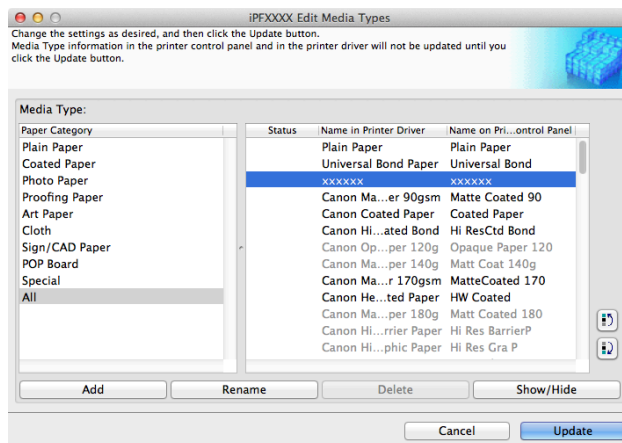 iPFXXXX Edit Media Types
Change the settings as desired, and then click the Update button.
Media Type information in the printer control panel and in the printer driver will not be updated until you
click the Update button.
Media Type:
Paper Category
Plain Paper
Coated Paper
Photo Paper
Proofing Paper
Art Paper
Cloth
Sign/CAD Paper
POP Board
Special
All
Status Name in Printer Driver Name on Pri...ontrol Panel
Plain Paper Plain Paper
Universal Bond Paper Universal Bond
xxxxxx xxxxxx
Canon Ma...er 90gsm Matte Coated 90
Canon Coated Paper Coated Paper
Canon Hi...ated Bond Hi ResCtd Bond
Canon Op...per 120g Opaque Paper 120
Canon Ma...per 140g Matt Coat 140g
Canon Ma...r 170gsm MatteCoated 170
Canon He...ted Paper HW Coated
Canon Ma...per 180g Matt Coated 180
Canon Hi...rrier Paper Hi Res BarrierP
Canon Hi...phic Paper Hi Res Gra P
Add Rename Delete Show/Hide
Cancel Update